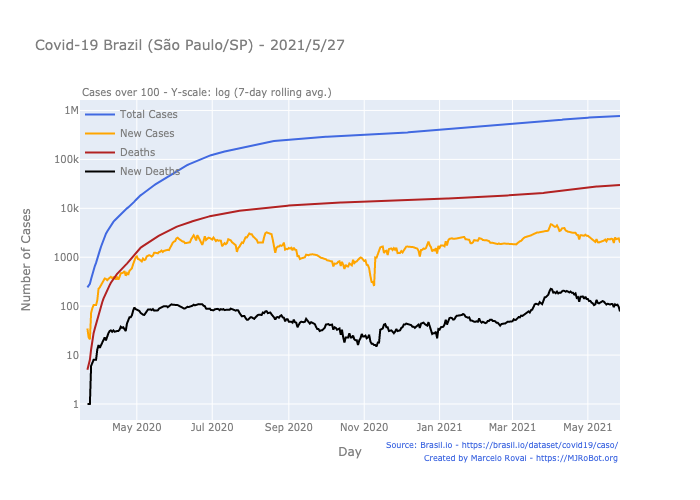 Covid-19 Brazil (São Paulo/SP) - 2021/5/27
Cases over 100 - Y-scale: log (7-day rolling avg.)
Total Cases
New Cases
Deaths
New Deaths
1M
100k
10k
1000
100
10
1
Number of Cases
May 2020
Jul 2020
Sep 2020
Nov 2020
Jan 2021
Mar 2021
May 2021
Day
Source: Brasil.io - https://brasil.io/dataset/covid19/caso/
Created by Marcelo Rovai - https://MJRoBot.org